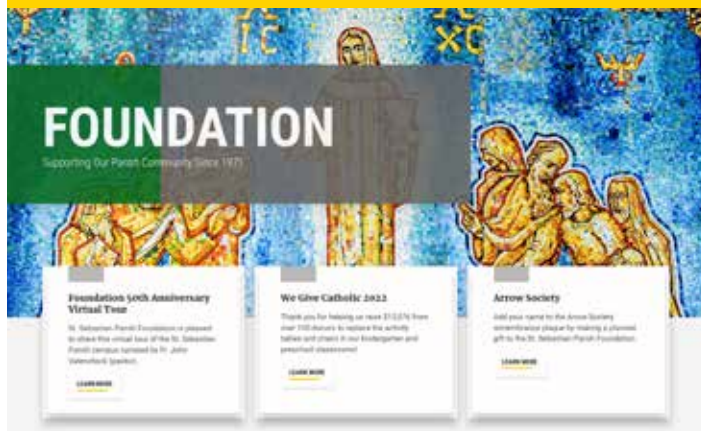 IC XC
FOUNDATION
Supporting Our Parish Community Since 1971
Foundation 50th Anniversary
Virtual Tour
St. Sebastian Parish Foundation is pleased
to share this virtual tour of the St. Sebastian
Parish campus narrated by Fr. John
We Give Catholic 2022
Thank you for helping us raise from
over 100 donors to replace the activity
tables and chairs in our kindergarten and
preschool classrooms!
Arrow Society
Add your name to the Arrow Society
remembrance plaque by making a planned
gift to the St. Sebastian Parish Foundation.
LEARN MORE
LEARN MORE
LEARN MORE